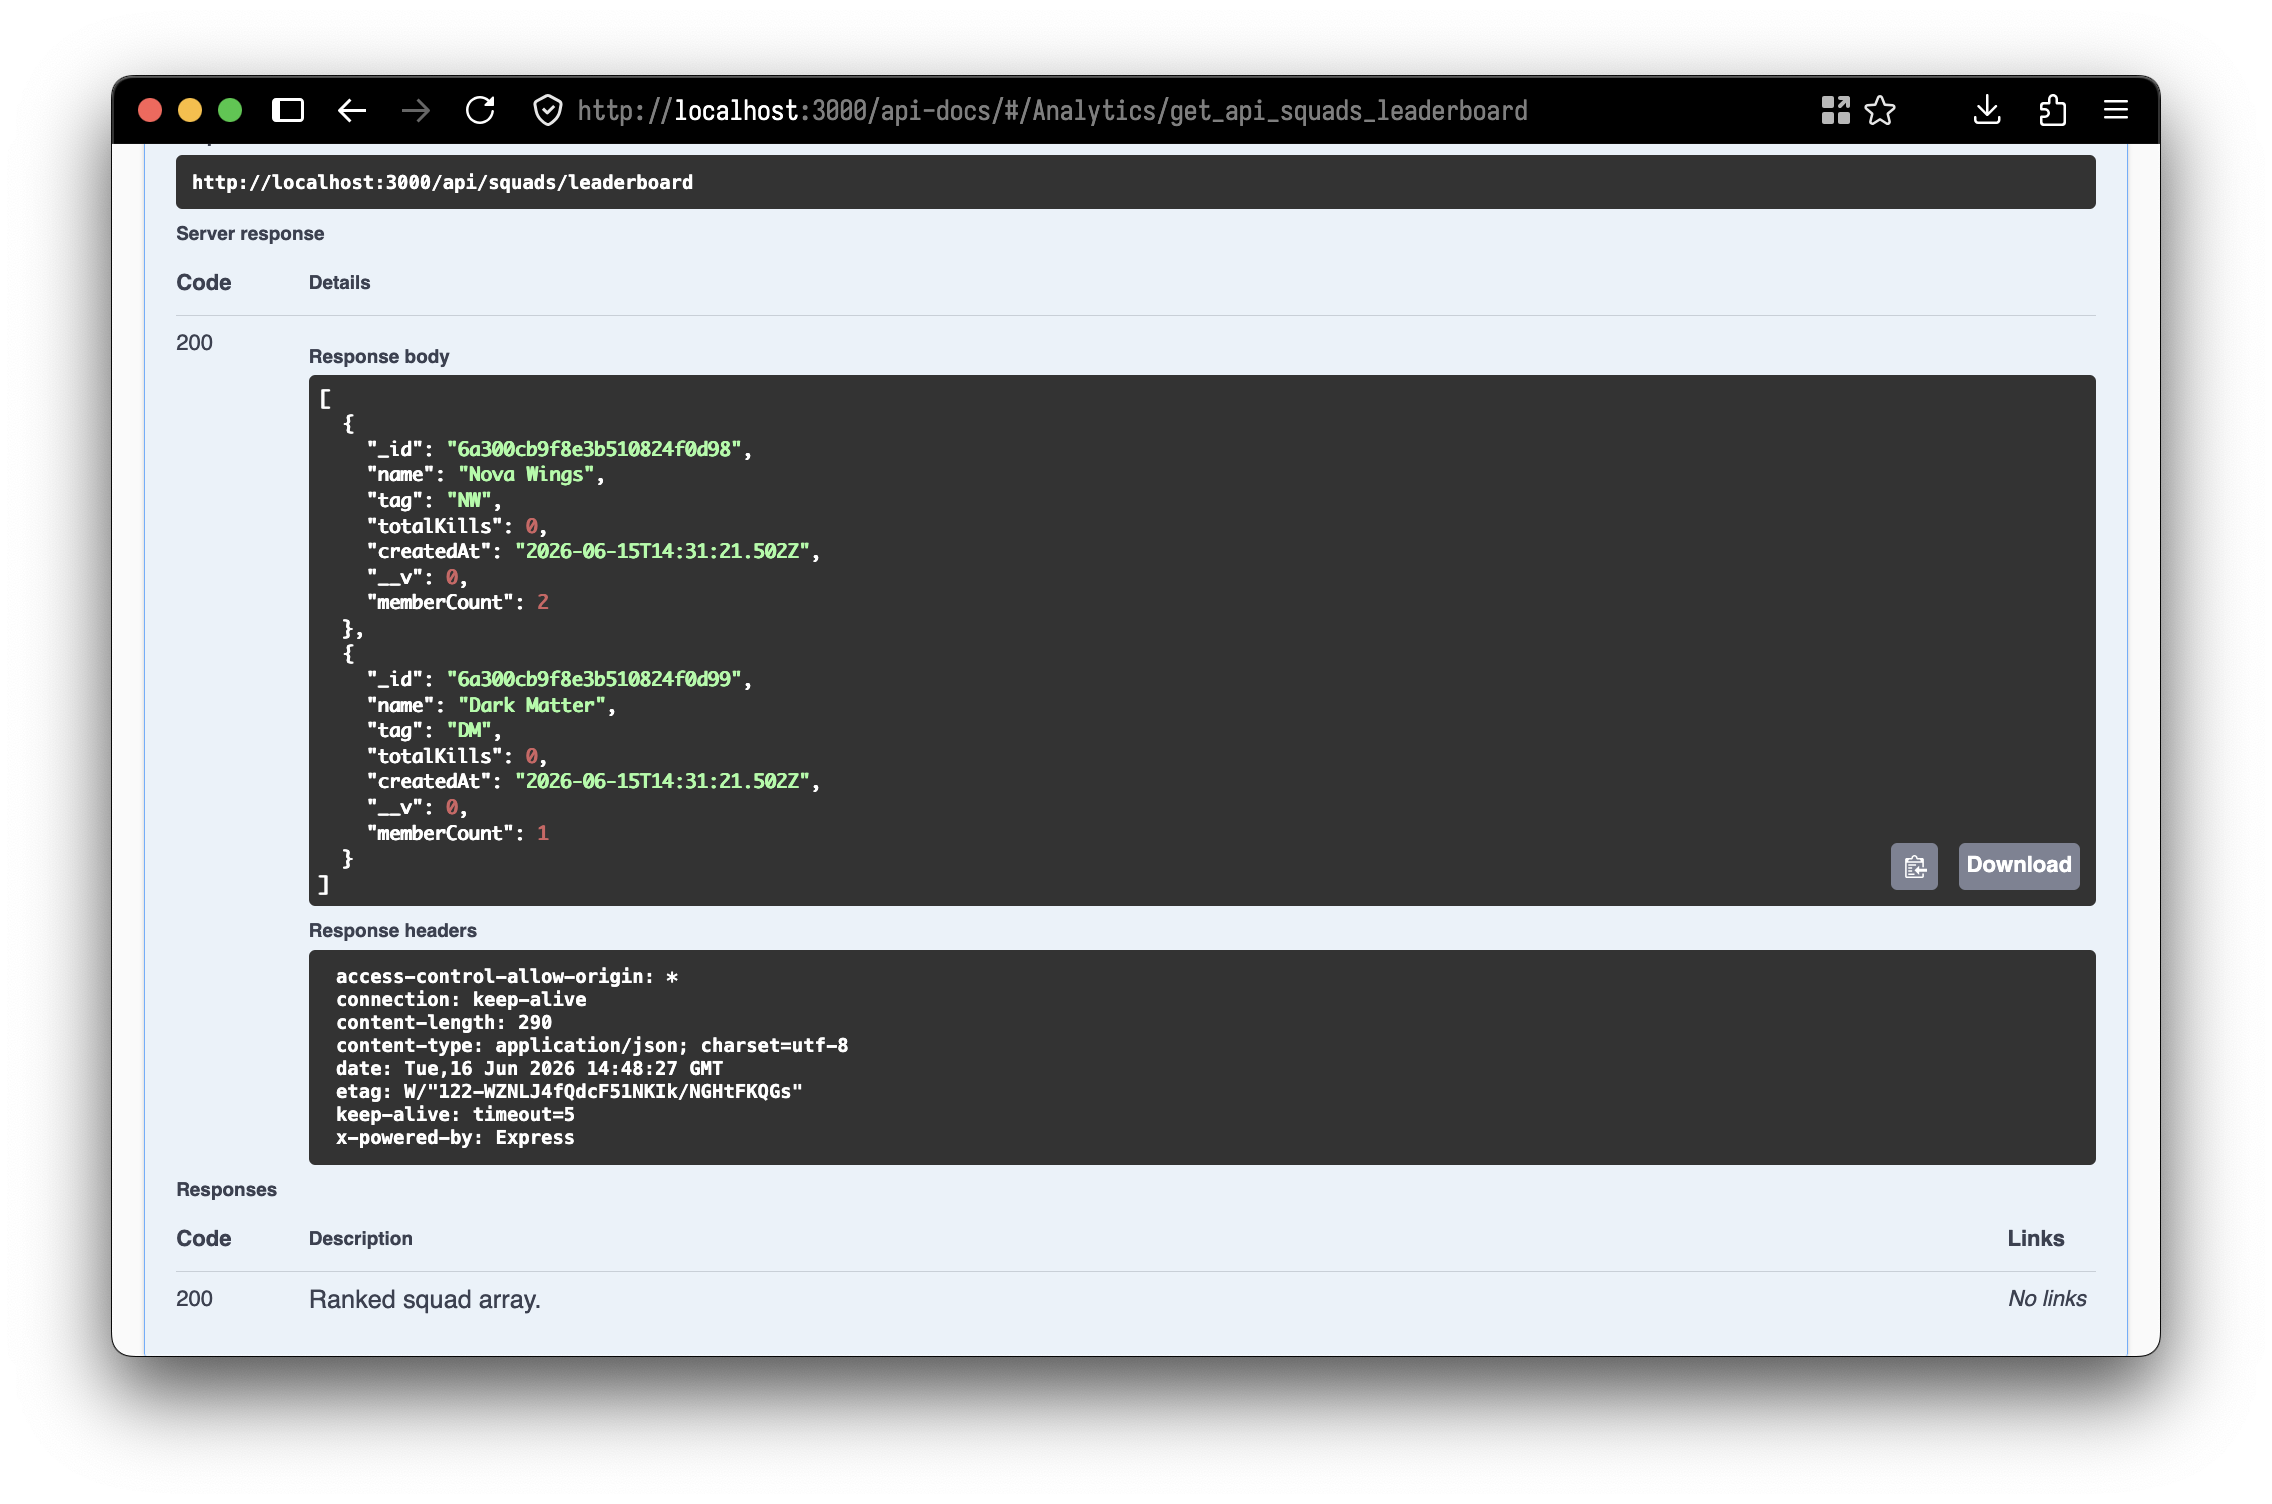 http://localhost:3000/api-docs/#/Analytics/get_api_squads_leaderboard
http://localhost:3000/api/squads/leaderboard
Server response
Code Details
200
Response body
[
  {
    "_id": "6a300cb9f8e3b510824f0d98",
    "name": "Nova Wings",
    "tag": "NW",
    "totalKills": 0,
    "createdAt": "2026-06-15T14:31:21.502Z",
    "__v": 0,
    "memberCount": 2
  },
  {
    "_id": "6a300cb9f8e3b510824f0d99",
    "name": "Dark Matter",
    "tag": "DM",
    "totalKills": 0,
    "createdAt": "2026-06-15T14:31:21.502Z",
    "__v": 0,
    "memberCount": 1
  }
]
Download
Response headers
access-control-allow-origin: *
connection: keep-alive
content-length: 290
content-type: application/json; charset=utf-8
date: Tue,16 Jun 2026 14:48:27 GMT
etag: W/"122-WZNLJ4fQdcF51NKIk/NGHtFKQGs"
keep-alive: timeout=5
x-powered-by: Express
Responses
Code Description Links
200 Ranked squad array. No links